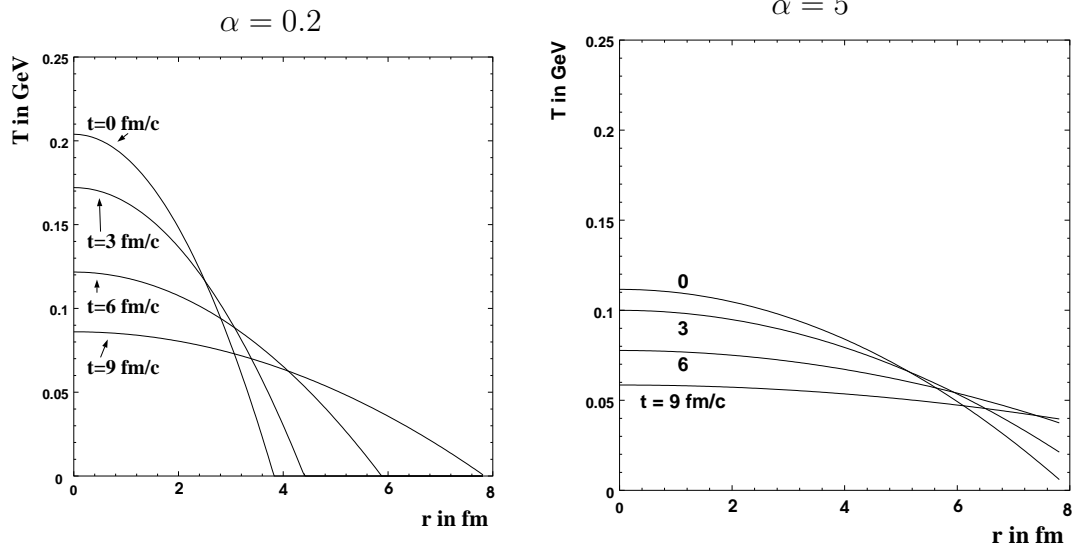 α = 0.2
T in GeV
0.25
0.2
0.15
0.1
0.05
0
t=0 fm/c
t=3 fm/c
t=6 fm/c
t=9 fm/c
0 2 4 6 8
r in fm
α = 5
T in GeV
0.25
0.2
0.15
0.1
0.05
0
0
3
6
t = 9 fm/c
0 2 4 6 8
r in fm